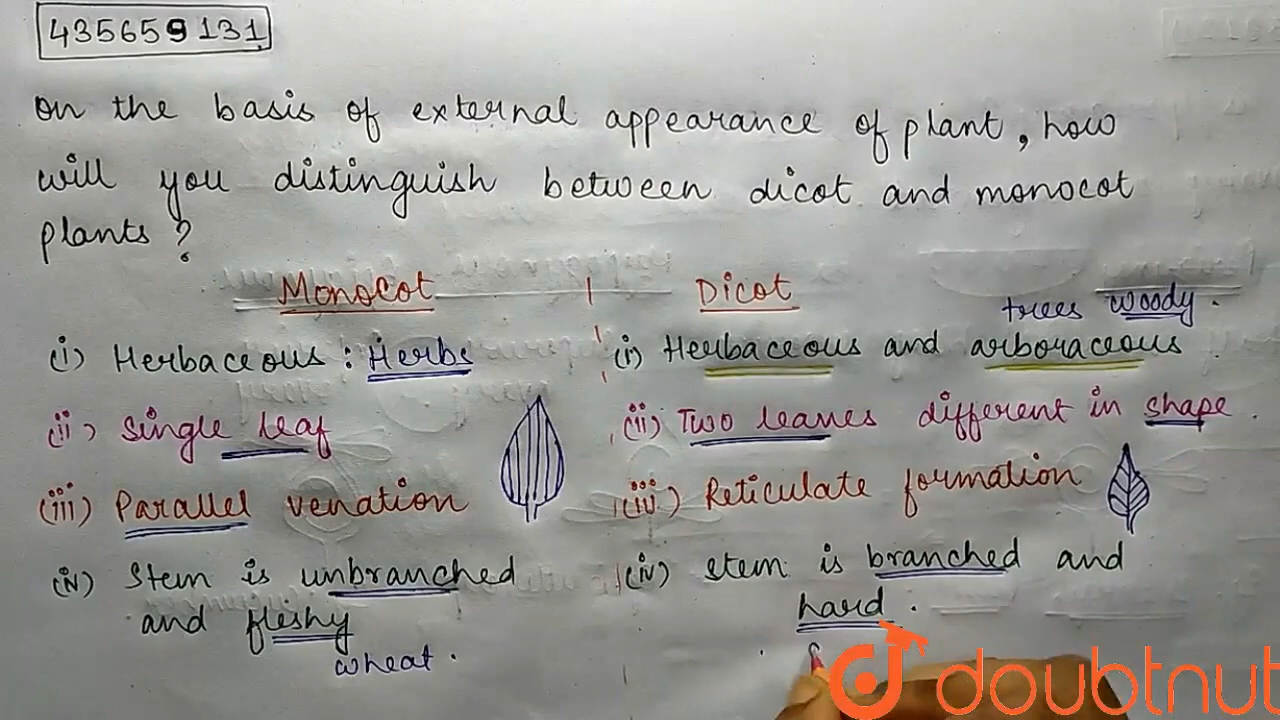 435659131
On the basis of external appearance of plant, how
will you distinguish between dicot and monocot
plants?
Monocot Dicot
trees woody.
(i) Herbaceous: Herbs (i) Herbaceous and arboraceous
(ii) Single leaf (ii) Two leaves different in shape.
(iii) Parallel venation (iii) Reticulate formation
(iv) Stem is unbranched (iv) Stem is branched and
and fleshy hard.
wheat.
doubtnut